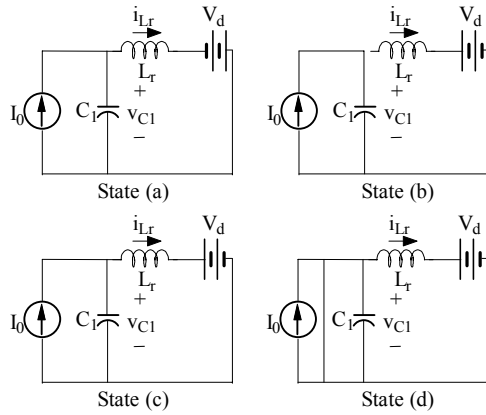 i_Lr V_d
L_r
I_0 C_1 + v_C1 −
State (a)
i_Lr V_d
L_r
I_0 C_1 + v_C1 −
State (b)
i_Lr V_d
L_r
I_0 C_1 + v_C1 −
State (c)
i_Lr V_d
L_r
I_0 C_1 + v_C1 −
State (d)